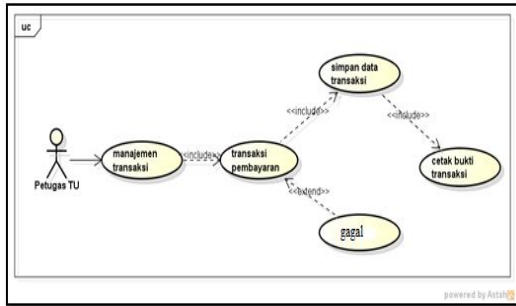 uc
simpan data
transaksi
<<include>>
<<include>>
manajemen
transaksi
<<include>>
transaksi
pembayaran
cetak bukti
transaksi
Petugas TU
<<extend>>
gagal
powered by Astah